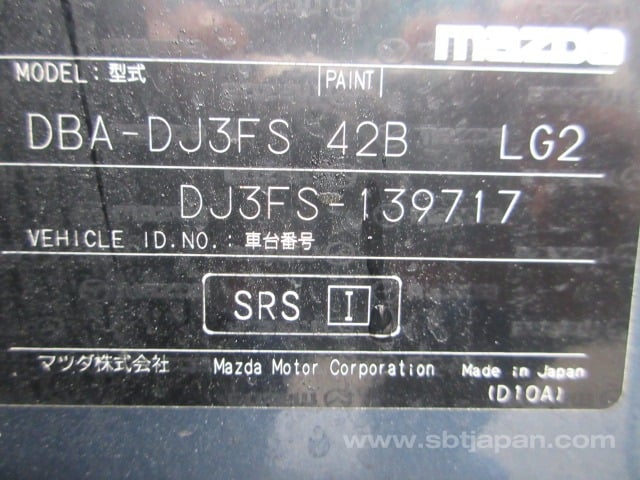 mazda
MODEL: 型式 PAINT
DBA-DJ3FS 42B LG2
DJ3FS-139717
VEHICLE ID.NO.: 車台番号
SRS I
マツダ株式会社 Mazda Motor Corporation Made in Japan
(D10A)
www.sbtjapan.com